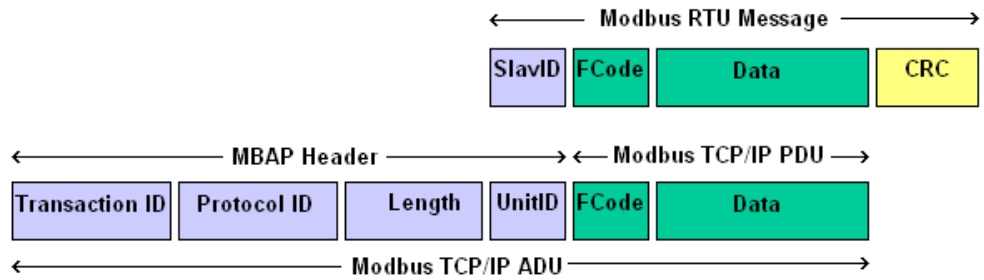 Modbus RTU Message
SlavID FCode Data CRC
MBAP Header Modbus TCP/IP PDU
Transaction ID Protocol ID Length UnitID FCode Data
Modbus TCP/IP ADU